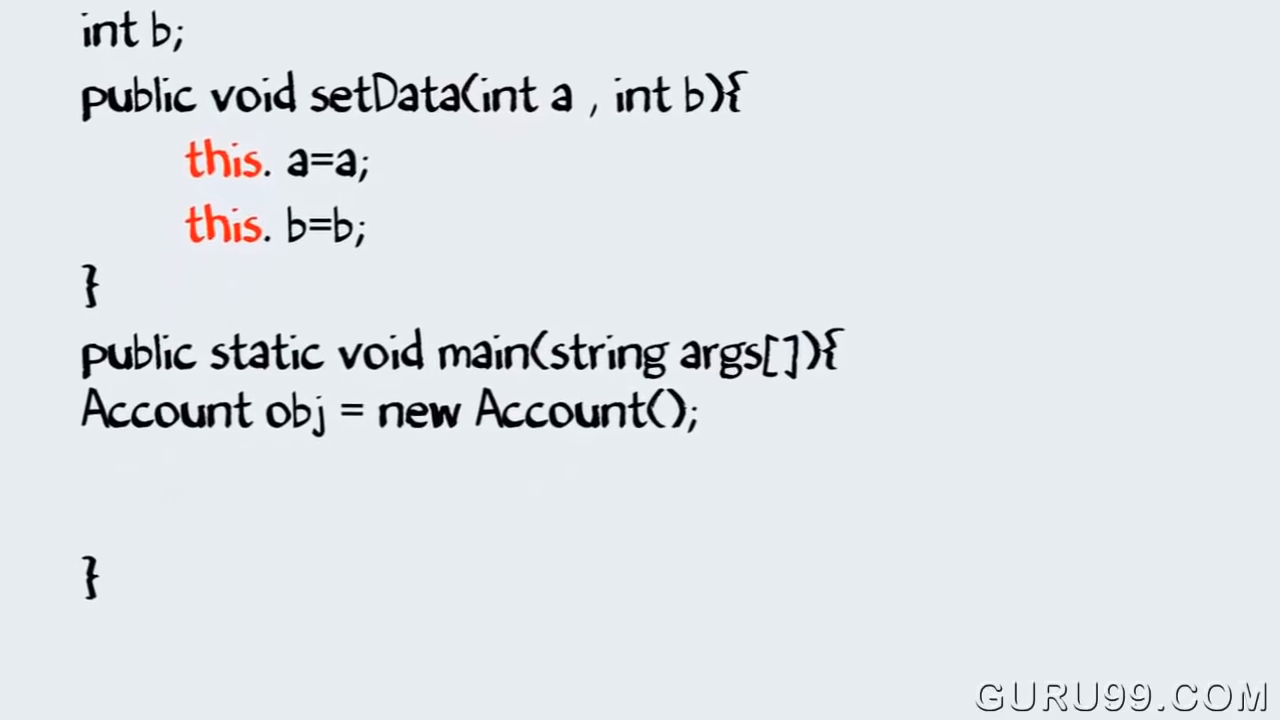 int b;
public void setData(int a , int b){
this. a=a;
this. b=b;
}
public static void main(string args[]){
Account obj = new Account();
}
GURU99.COM